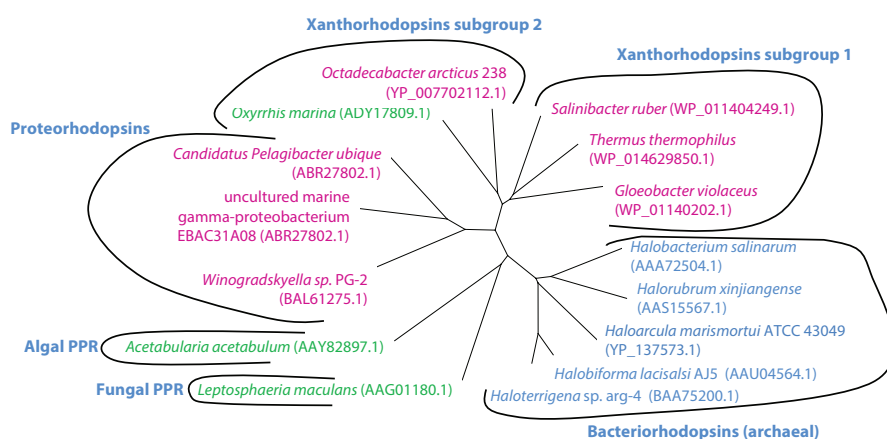 Xanthorhodopsins subgroup 2
Octadecabacter arcticus 238
(YP_007702112.1)
Oxyrrhis marina (ADY17809.1)
Xanthorhodopsins subgroup 1
Salinibacter ruber (WP_011404249.1)
Thermus thermophilus
(WP_014629850.1)
Gloeobacter violaceus
(WP_01140202.1)
Proteorhodopsins
Candidatus Pelagibacter ubique
(ABR27802.1)
uncultured marine
gamma-proteobacterium
EBAC31A08 (ABR27802.1)
Winogradskyella sp. PG-2
(BAL61275.1)
Halobacterium salinarum
(AAA72504.1)
Halorubrum xinjiangense
(AAS15567.1)
Haloarcula marismortui ATCC 43049
(YP_137573.1)
Halobiforma lacisalsi AJ5 (AAU04564.1)
Haloterrigena sp. arg-4 (BAA75200.1)
Bacteriorhodopsins (archaeal)
Algal PPR
Acetabularia acetabulum (AAY82897.1)
Fungal PPR
Leptosphaeria maculans (AAG01180.1)